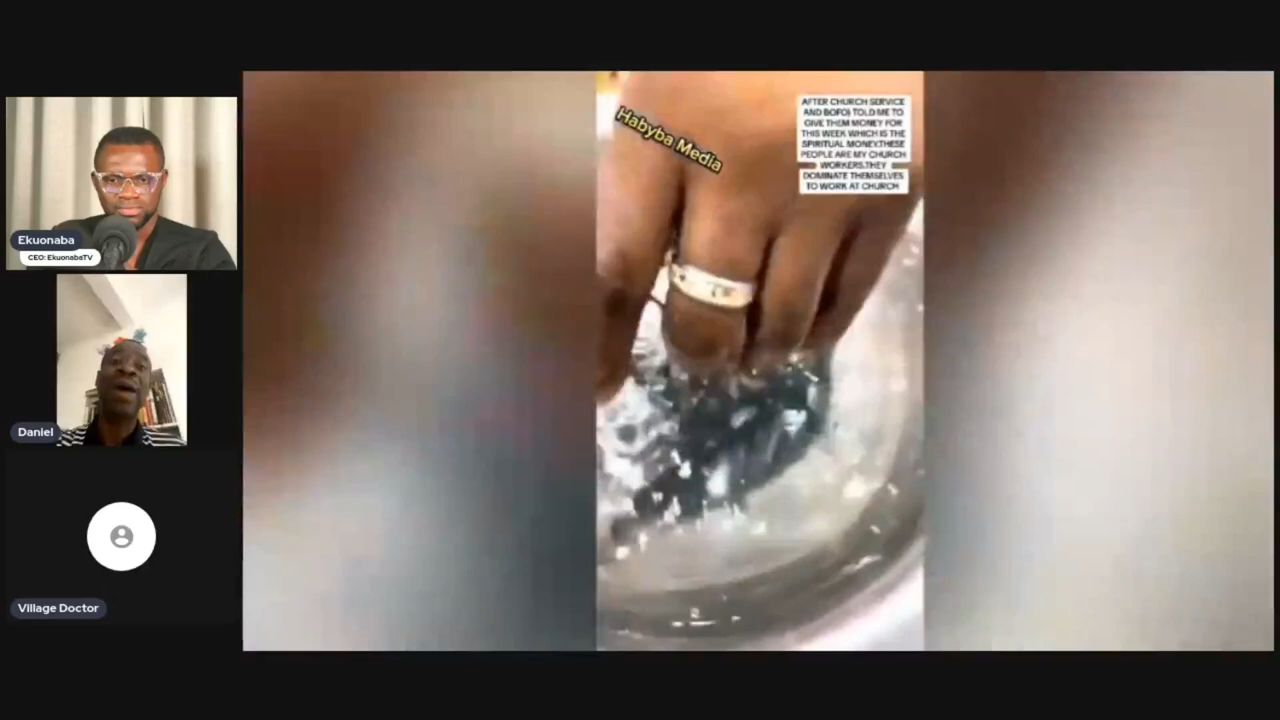 Ekuonaba
CEO: EkuonabaTV
Daniel
Village Doctor
Habyba Media
AFTER CHURCH SERVICE
AND BOFO) TOLD ME TO
GIVE THEM MONEY FOR
THIS WEEK WHICH IS THE
SPIRITUAL MONEY.THESE
PEOPLE ARE MY CHURCH
WORKERS.THEY
DOMINATE THEMSELVES
TO WORK AT CHURCH